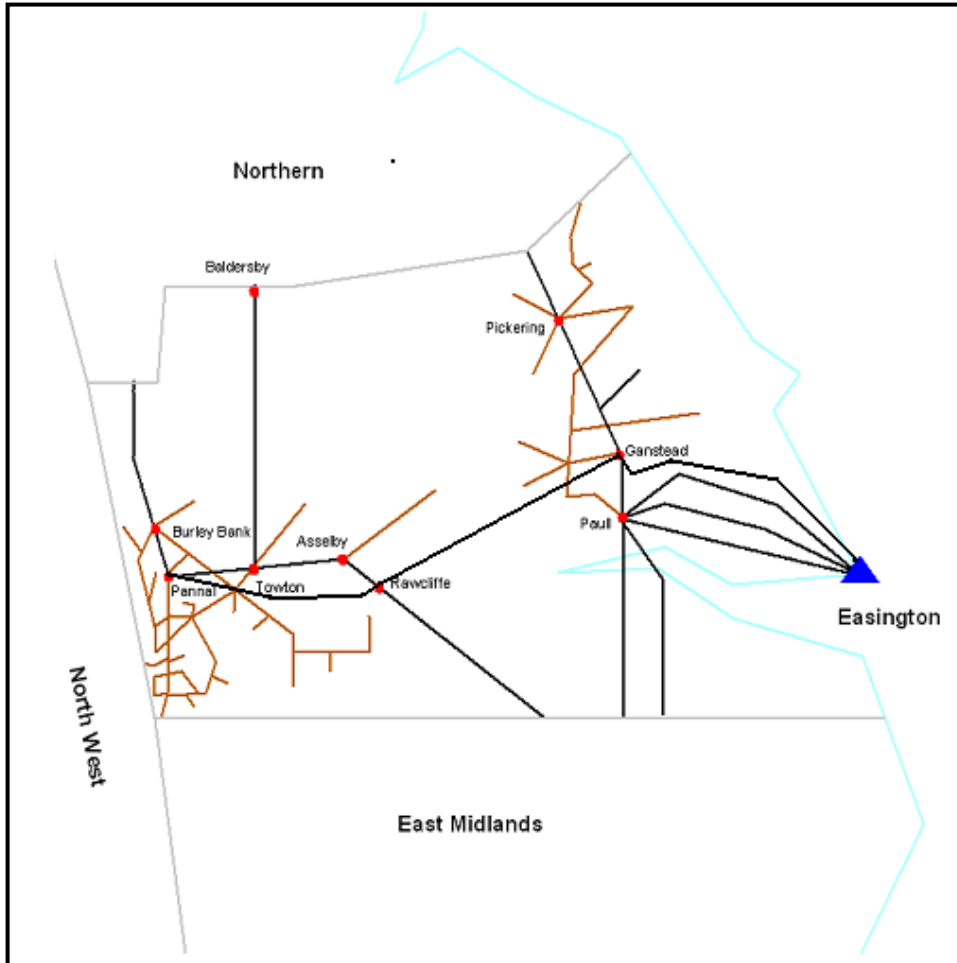 Northern
Baldersby
Pickering
Ganstead
Burley Bank
Asselby
Paull
Pannal
Towton
Rawcliffe
Easington
North West
East Midlands